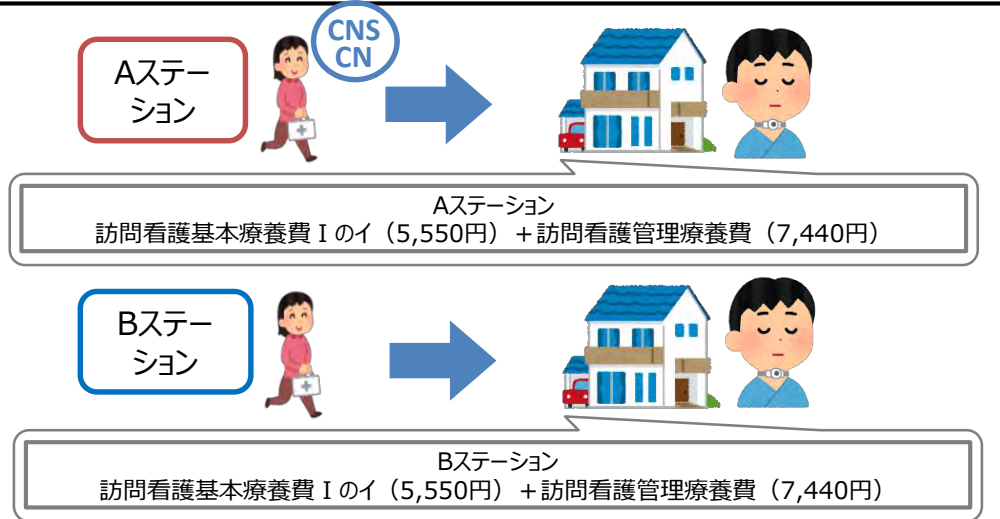 CNS
CN
Aステー
ション
Aステーション
訪問看護基本療養費Ⅰのイ（5,550円）＋訪問看護管理療養費（7,440円）
Bステー
ション
Bステーション
訪問看護基本療養費Ⅰのイ（5,550円）＋訪問看護管理療養費（7,440円）